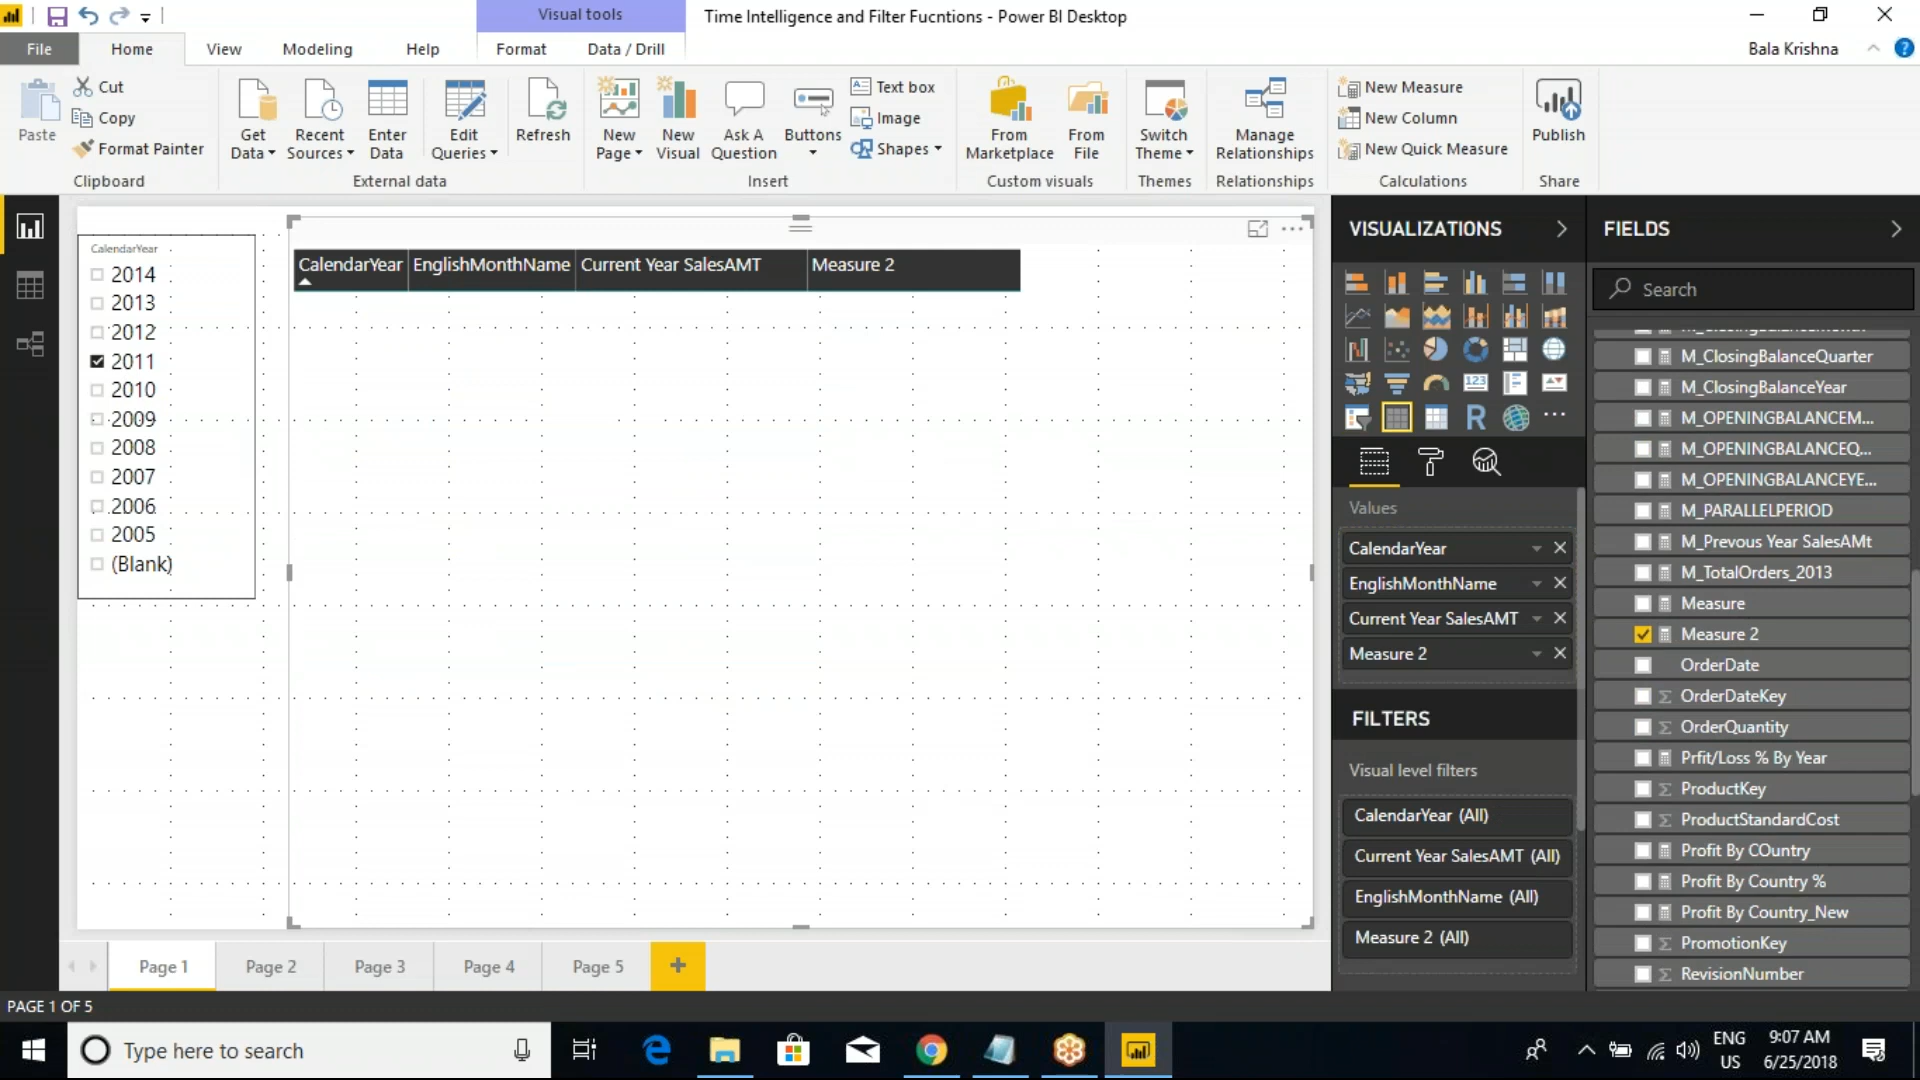 Visual tools
Time Intelligence and Filter Fucntions - Power BI Desktop
File
Home
View
Modeling
Help
Format
Data / Drill
Bala Krishna
?
Paste
Cut
Copy
Format Painter
Get Data
Recent Sources
Enter Data
Edit Queries
Refresh
New Page
New Visual
Ask A Question
Buttons
Text box
Image
Shapes
From Marketplace
From File
Switch Theme
Manage Relationships
New Measure
New Column
New Quick Measure
Publish
Clipboard
External data
Insert
Custom visuals
Themes
Relationships
Calculations
Share
CalendarYear
2014
2013
2012
2011
2010
2009
2008
2007
2006
2005
(Blank)
CalendarYear EnglishMonthName Current Year SalesAMT Measure 2
VISUALIZATIONS
123
R
Values
CalendarYear
EnglishMonthName
Current Year SalesAMT
Measure 2
FILTERS
Visual level filters
CalendarYear (All)
Current Year SalesAMT (All)
EnglishMonthName (All)
Measure 2 (All)
FIELDS
Search
M_ClosingBalanceQuarter
M_ClosingBalanceYear
M_OPENINGBALANCEM...
M_OPENINGBALANCEQ...
M_OPENINGBALANCEYE...
M_PARALLELPERIOD
M_Prevous Year SalesAMt
M_TotalOrders_2013
Measure
Measure 2
OrderDate
OrderDateKey
OrderQuantity
Prfit/Loss % By Year
ProductKey
ProductStandardCost
Profit By COuntry
Profit By Country %
Profit By Country_New
PromotionKey
RevisionNumber
Page 1
Page 2
Page 3
Page 4
Page 5
+
PAGE 1 OF 5
Type here to search
ENG
US
9:07 AM
6/25/2018